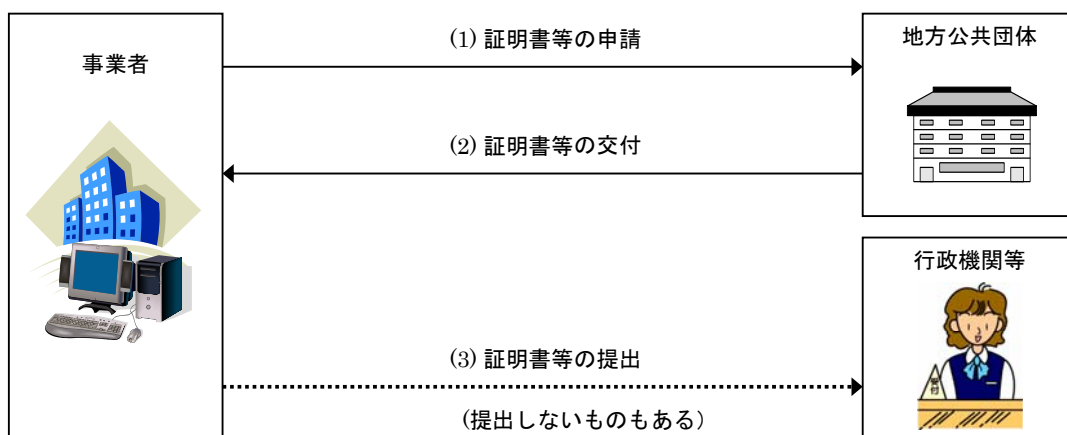 (1) 証明書等の申請
地方公共団体
事業者
(2) 証明書等の交付
行政機関等
(3) 証明書等の提出
受付
(提出しないものもある）